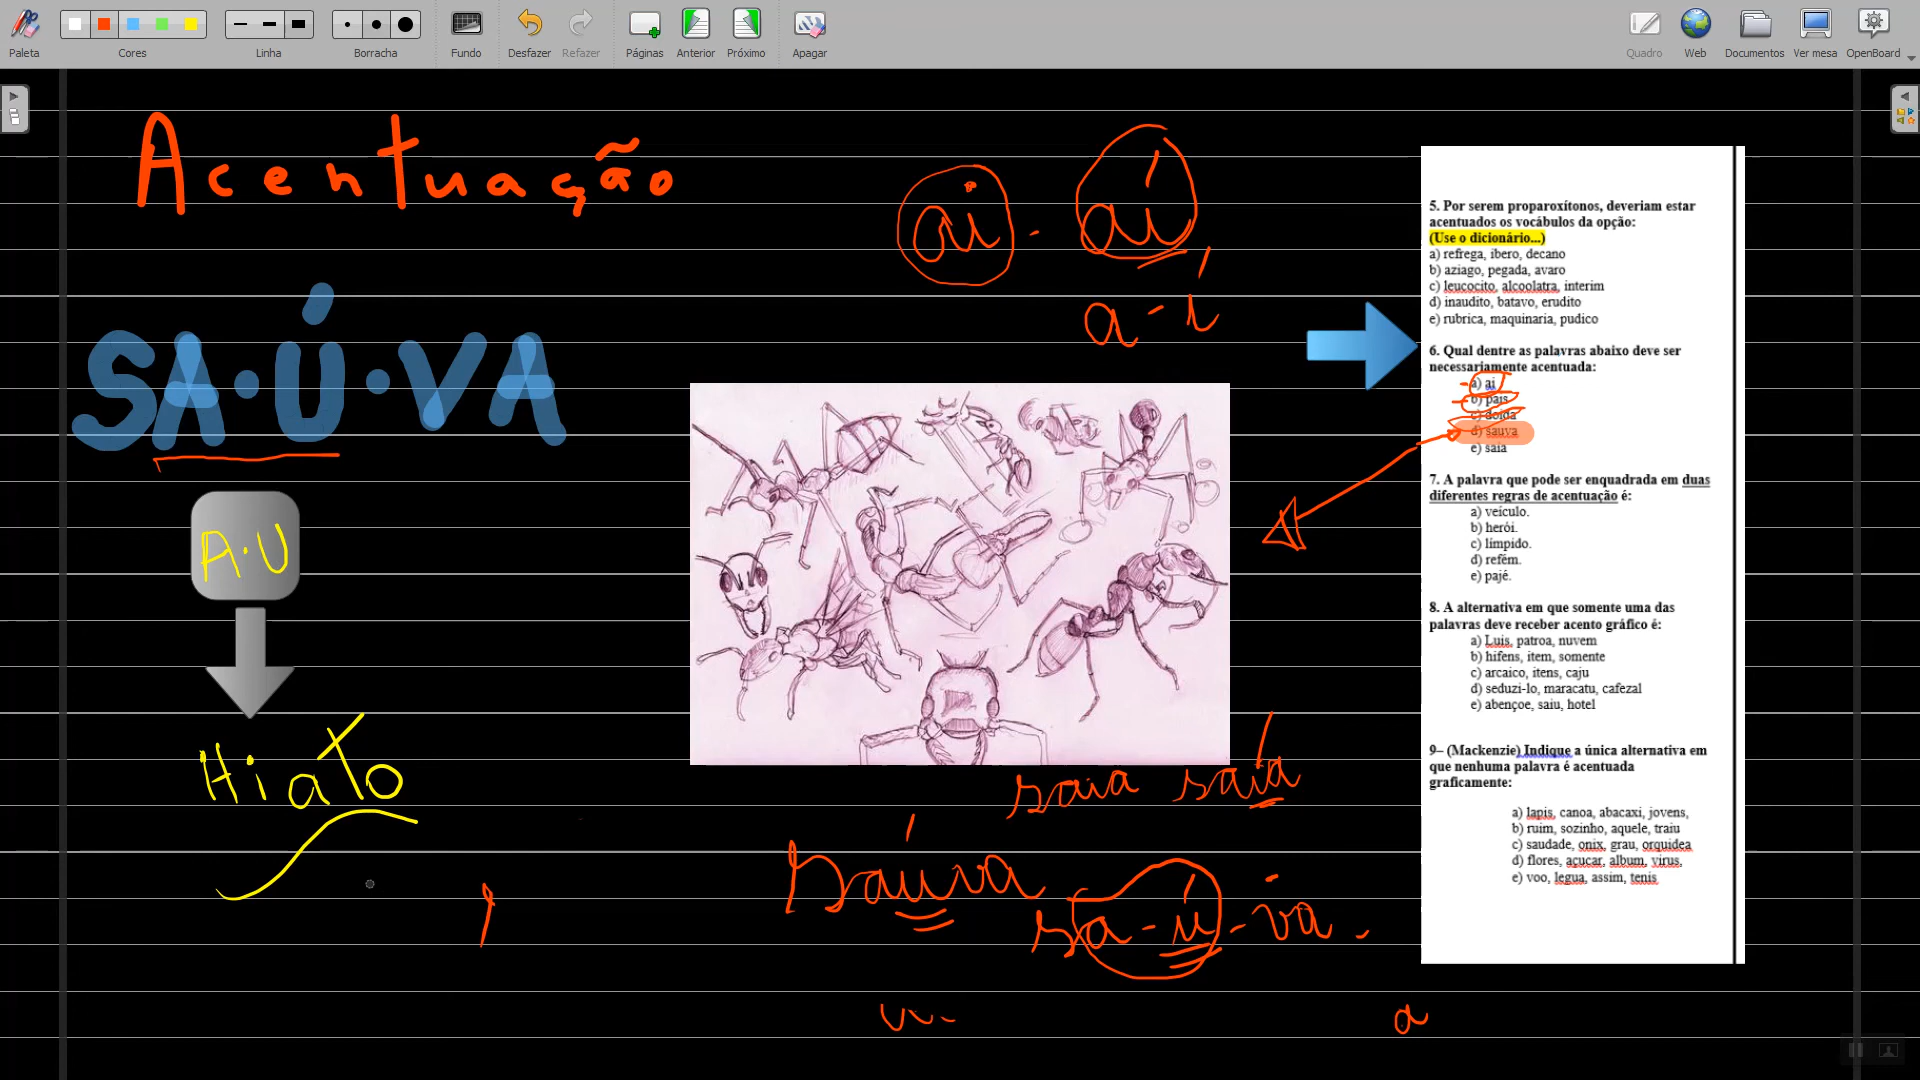 Paleta
Cores
Linha
Borracha
Fundo
Desfazer
Refazer
Páginas
Anterior
Próximo
Apagar
Quadro
Web
Documentos
Ver mesa
OpenBoard
Acentuação
ai - aí
a - í
SA·Ú·VA
A·U
Hiato
saia saía
saúva
sa-ú-va.
a
5. Por serem proparoxítonos, deveriam estar
acentuados os vocábulos da opção:
(Use o dicionário...)
a) refrega, ibero, decano
b) aziago, pegada, avaro
c) leucocito, alcoolatra, interim
d) inaudito, batavo, erudito
e) rubrica, maquinaria, pudico
6. Qual dentre as palavras abaixo deve ser
necessariamente acentuada:
a) ai
b) pais
c) doida
d) sauva
e) saia
7. A palavra que pode ser enquadrada em duas
diferentes regras de acentuação é:
a) veículo.
b) herói.
c) límpido.
d) refém.
e) pajé.
8. A alternativa em que somente uma das
palavras deve receber acento gráfico é:
a) Luis, patroa, nuvem
b) hifens, item, somente
c) arcaico, itens, caju
d) seduzi-lo, maracatu, cafezal
e) abençoe, saiu, hotel
9– (Mackenzie) Indique a única alternativa em
que nenhuma palavra é acentuada
graficamente:
a) lapis, canoa, abacaxi, jovens,
b) ruim, sozinho, aquele, traiu
c) saudade, onix, grau, orquidea
d) flores, açucar, album, virus,
e) voo, legua, assim, tenis